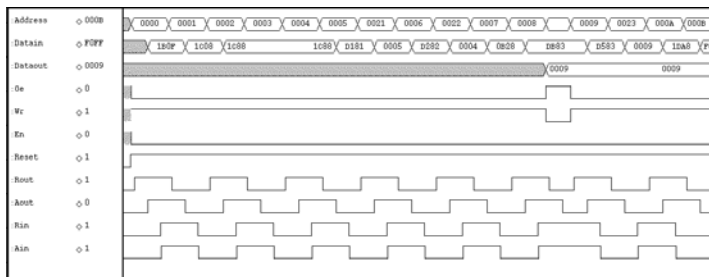 Address 000B 0000 0001 0002 0003 0004 0005 0021 0006 0022 0007 0008 0009 0023 000A 000B
Datain F0FF 1B0F 1C08 1C88 1C88 D181 0005 D282 0004 0B28 DB83 D583 0009 1DA8
Dataout 0009 0009 0009
Oe 0
Wr 1
En 0
Reset 1
Rout 1
Aout 0
Rin 1
Ain 1